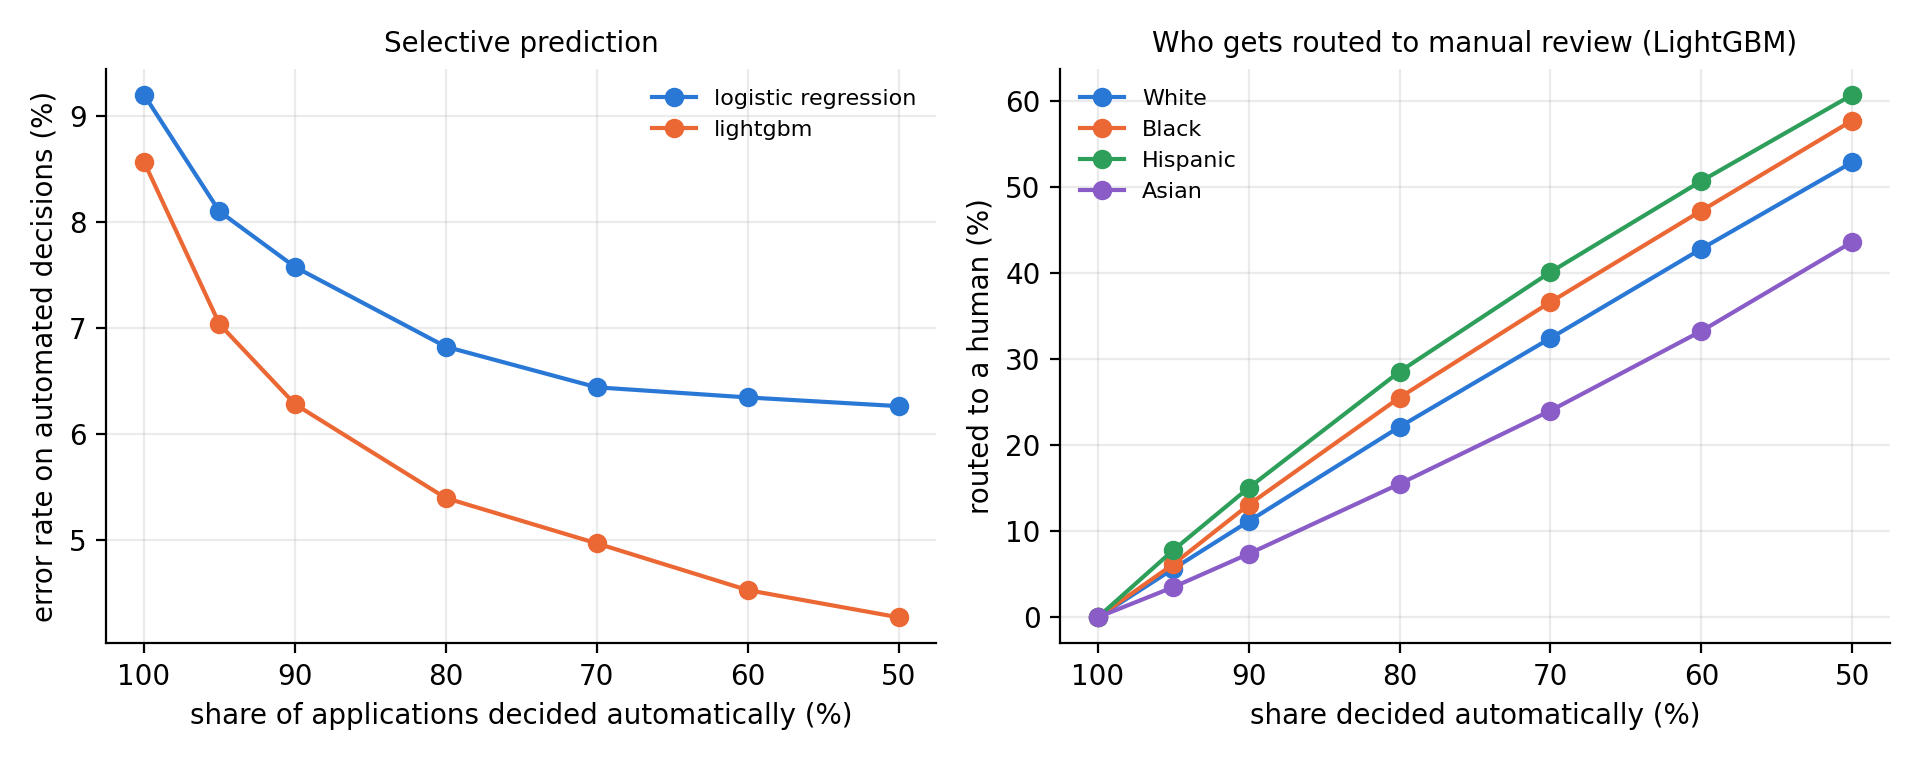 Selective prediction
error rate on automated decisions (%)
9
8
7
6
5
logistic regression
lightgbm
100 90 80 70 60 50
share of applications decided automatically (%)
Who gets routed to manual review (LightGBM)
routed to a human (%)
60
50
40
30
20
10
0
White
Black
Hispanic
Asian
100 90 80 70 60 50
share decided automatically (%)